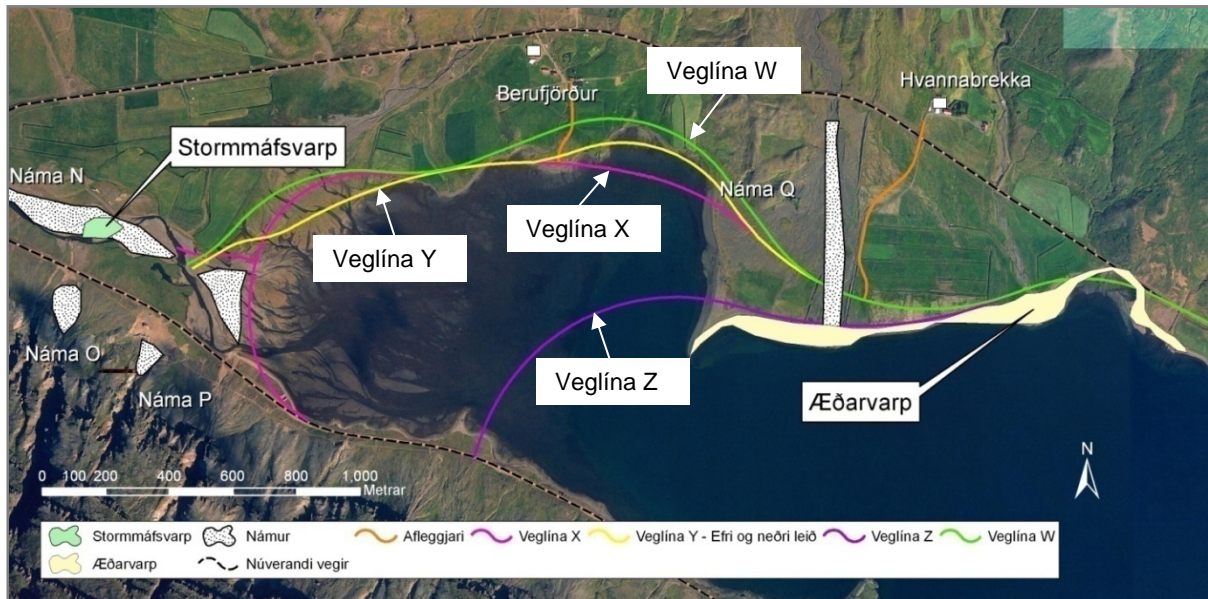 Veglína W
Berufjörður
Hvannabrekka
Stormmáfsvarp
Náma N
Náma Q
Veglína X
Veglína Y
Náma O
Veglína Z
Náma P
Æðarvarp
N
0 100 200 400 600 800 1,000
Metrar
Stormmáfsvarp Námur Afleggjari Veglína X Veglína Y - Efri og neðri leið Veglína Z Veglína W
Æðarvarp Núverandi vegir